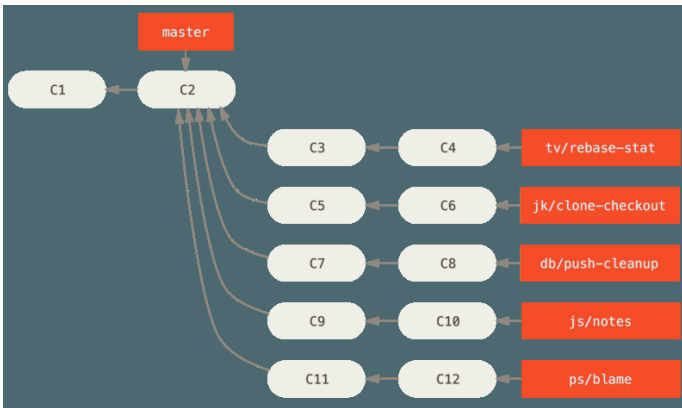 master
C1
C2
C3
C4
tv/rebase-stat
C5
C6
jk/clone-checkout
C7
C8
db/push-cleanup
C9
C10
js/notes
C11
C12
ps/blame